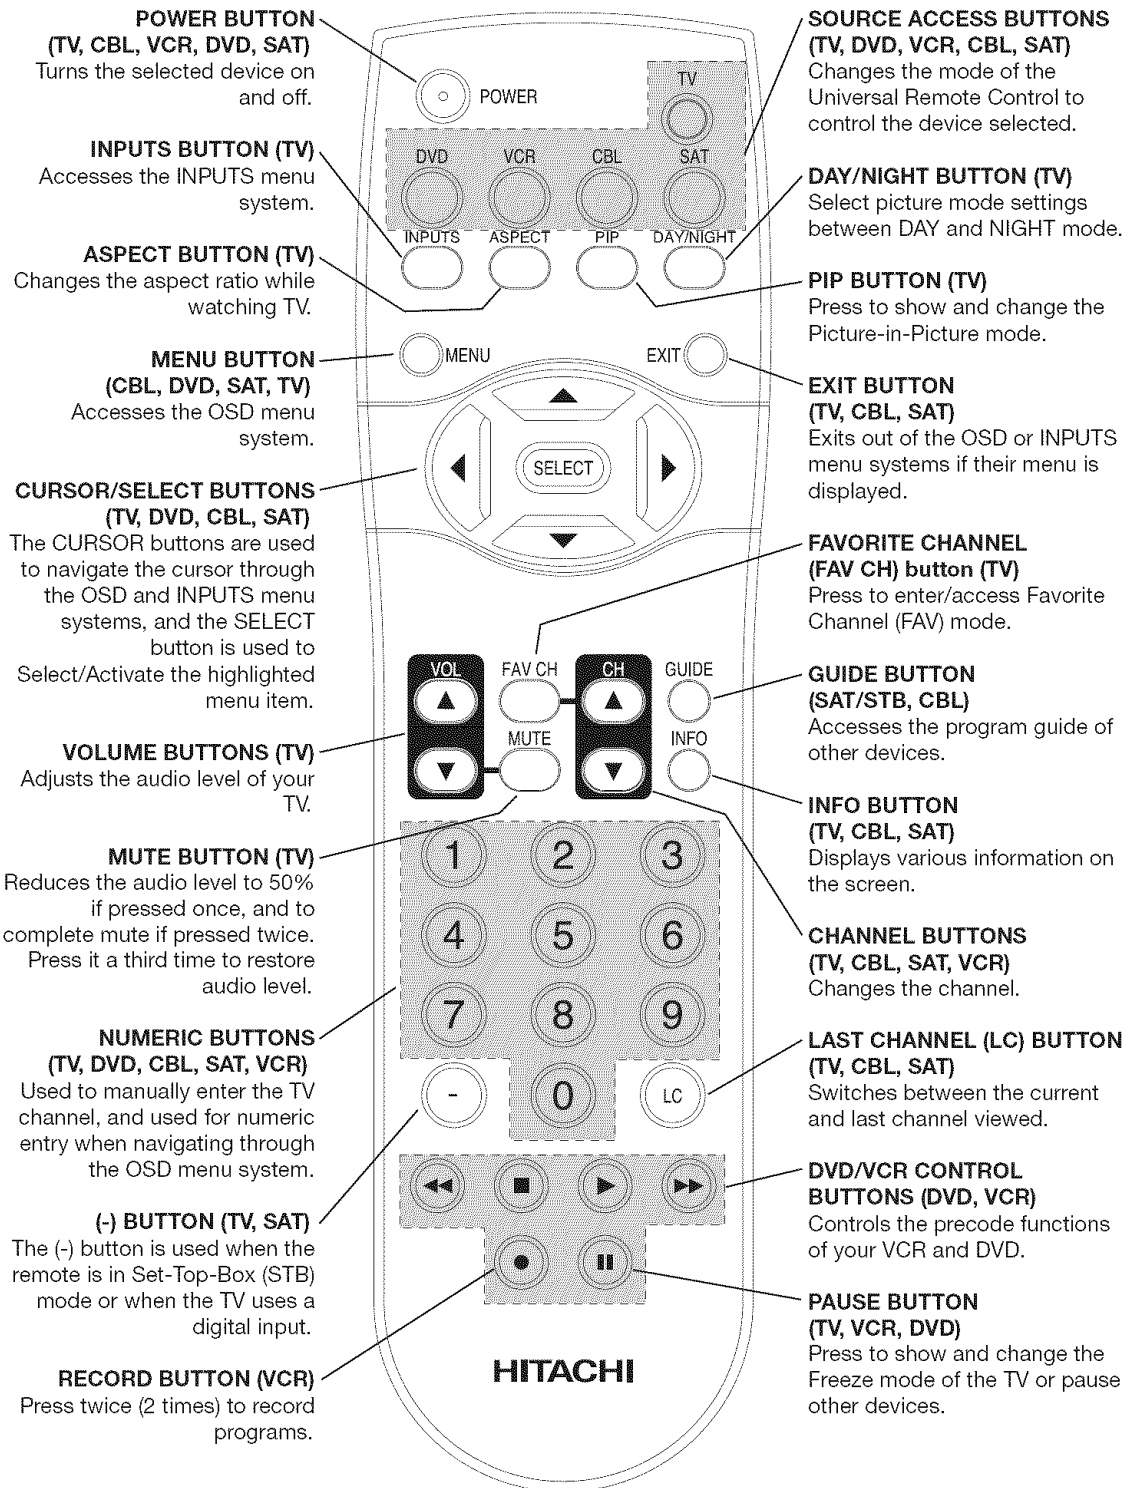 POWER BUTTON
(TV, CBL, VCR, DVD, SAT)
Turns the selected device on
and off.
INPUTS BUTTON (TV)
Accesses the INPUTS menu
system.
ASPECT BUTTON (TV)
Changes the aspect ratio while
watching TV.
MENU BUTTON
(CBL, DVD, SAT, TV)
Accesses the OSD menu
system.
CURSOR/SELECT BUTTONS
(TV, DVD, CBL, SAT)
The CURSOR buttons are used
to navigate the cursor through
the OSD and INPUTS menu
systems, and the SELECT
button is used to
Select/Activate the highlighted
menu item.
VOLUME BUTTONS (TV)
Adjusts the audio level of your
TV.
MUTE BUTTON (TV)
Reduces the audio level to 50%
if pressed once, and to
complete mute if pressed twice.
Press it a third time to restore
audio level.
NUMERIC BUTTONS
(TV, DVD, CBL, SAT, VCR)
Used to manually enter the TV
channel, and used for numeric
entry when navigating through
the OSD menu system.
(-) BUTTON (TV, SAT)
The (-) button is used when the
remote is in Set-Top-Box (STB)
mode or when the TV uses a
digital input.
RECORD BUTTON (VCR)
Press twice (2 times) to record
programs.
POWER
TV
DVD VCR CBL SAT
INPUTS ASPECT PIP DAY/NIGHT
MENU EXIT
SELECT
VOL FAV CH CH GUIDE
MUTE INFO
1 2 3
4 5 6
7 8 9
- 0 LC
HITACHI
SOURCE ACCESS BUTTONS
(TV, DVD, VCR, CBL, SAT)
Changes the mode of the
Universal Remote Control to
control the device selected.
DAY/NIGHT BUTTON (TV)
Select picture mode settings
between DAY and NIGHT mode.
PIP BUTTON (TV)
Press to show and change the
Picture-in-Picture mode.
EXIT BUTTON
(TV, CBL, SAT)
Exits out of the OSD or INPUTS
menu systems if their menu is
displayed.
FAVORITE CHANNEL
(FAV CH) button (TV)
Press to enter/access Favorite
Channel (FAV) mode.
GUIDE BUTTON
(SAT/STB, CBL)
Accesses the program guide of
other devices.
INFO BUTTON
(TV, CBL, SAT)
Displays various information on
the screen.
CHANNEL BUTTONS
(TV, CBL, SAT, VCR)
Changes the channel.
LAST CHANNEL (LC) BUTTON
(TV, CBL, SAT)
Switches between the current
and last channel viewed.
DVD/VCR CONTROL
BUTTONS (DVD, VCR)
Controls the precode functions
of your VCR and DVD.
PAUSE BUTTON
(TV, VCR, DVD)
Press to show and change the
Freeze mode of the TV or pause
other devices.